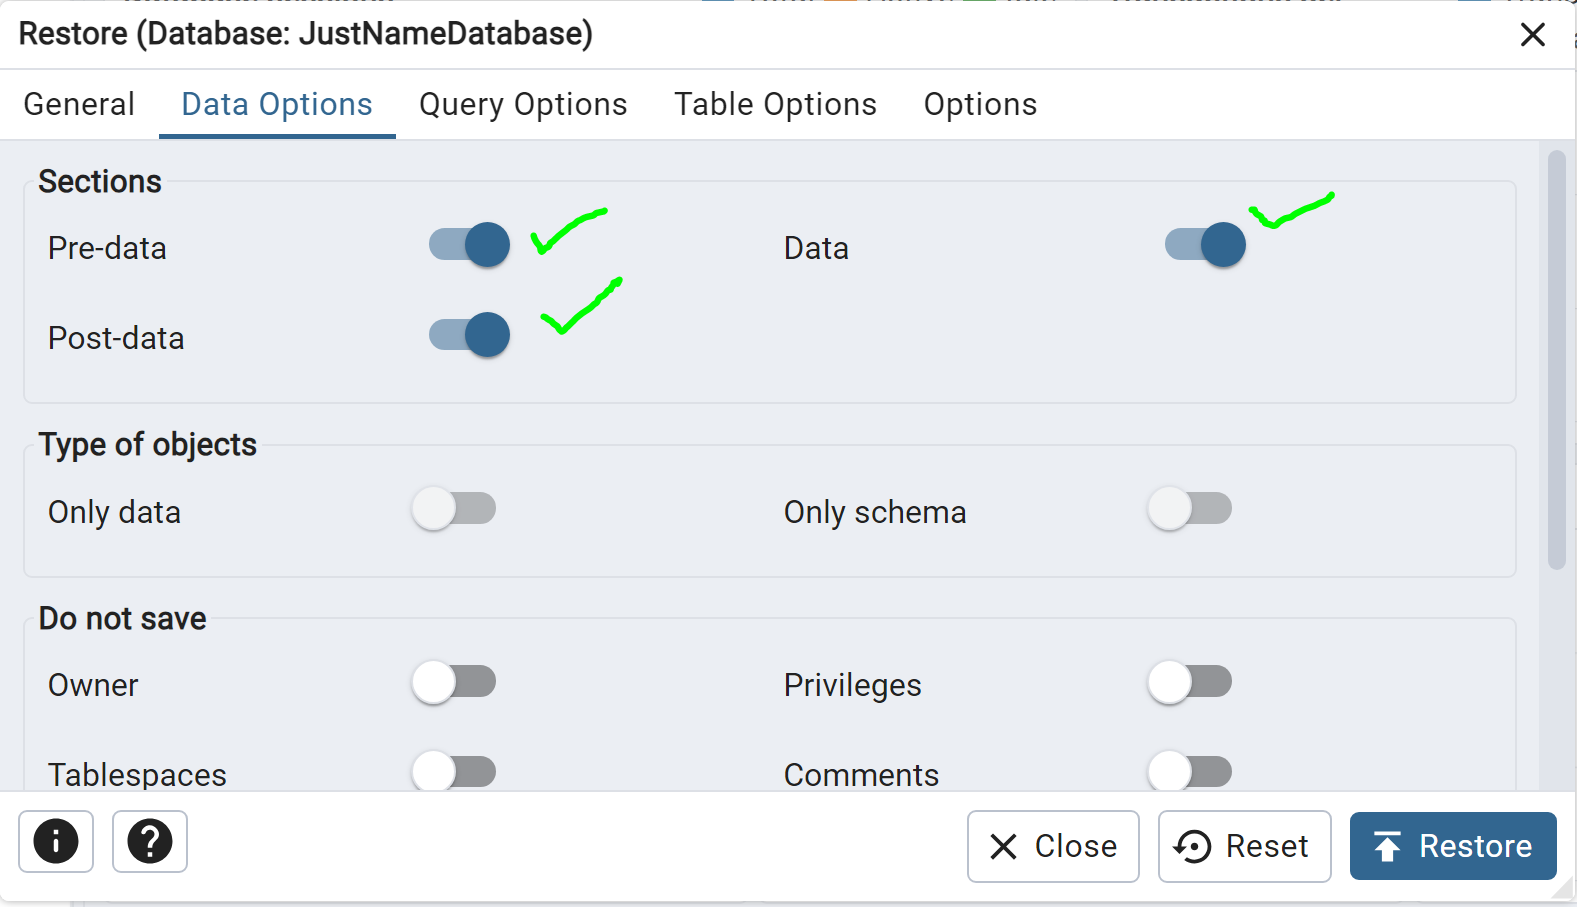 Restore (Database: JustNameDatabase)
General Data Options Query Options Table Options Options
Sections
Pre-data Data
Post-data
Type of objects
Only data Only schema
Do not save
Owner Privileges
Tablespaces Comments
Close Reset Restore